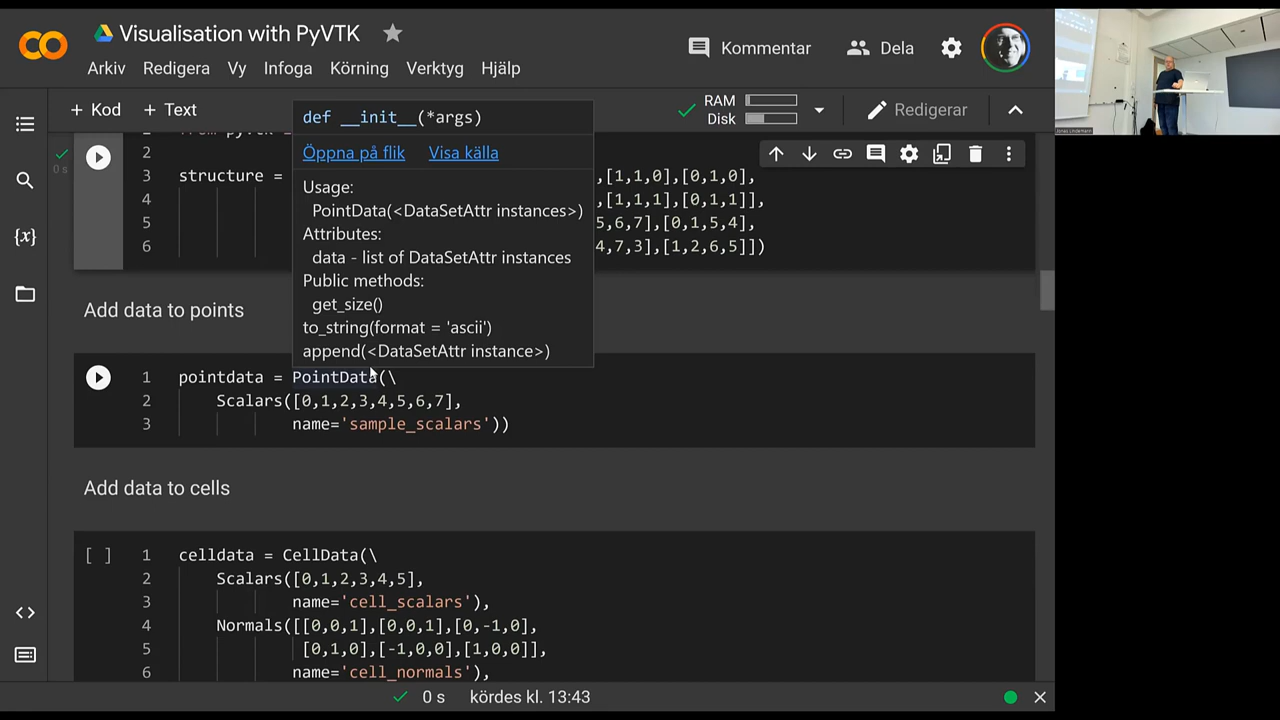 Visualisation with PyVTK
Arkiv Redigera Vy Infoga Körning Verktyg Hjälp
Kommentar
Dela
+ Kod + Text
RAM
Disk
Redigerar
def __init__(*args)
Öppna på flik Visa källa
Usage:
PointData(<DataSetAttr instances>)
Attributes:
data - list of DataSetAttr instances
Public methods:
get_size()
to_string(format = 'ascii')
append(<DataSetAttr instance>)
0 s
2
3 structure = ,[1,1,0],[0,1,0],
4 ,[1,1,1],[0,1,1]],
5 5,6,7],[0,1,5,4],
6 4,7,3],[1,2,6,5]])
Add data to points
1 pointdata = PointData(\
2 Scalars([0,1,2,3,4,5,6,7],
3 name='sample_scalars'))
Add data to cells
[ ] 1 celldata = CellData(\
2 Scalars([0,1,2,3,4,5],
3 name='cell_scalars'),
4 Normals([[0,0,1],[0,0,1],[0,-1,0],
5 [0,1,0],[-1,0,0],[1,0,0]],
6 name='cell_normals'),
0 s kördes kl. 13:43